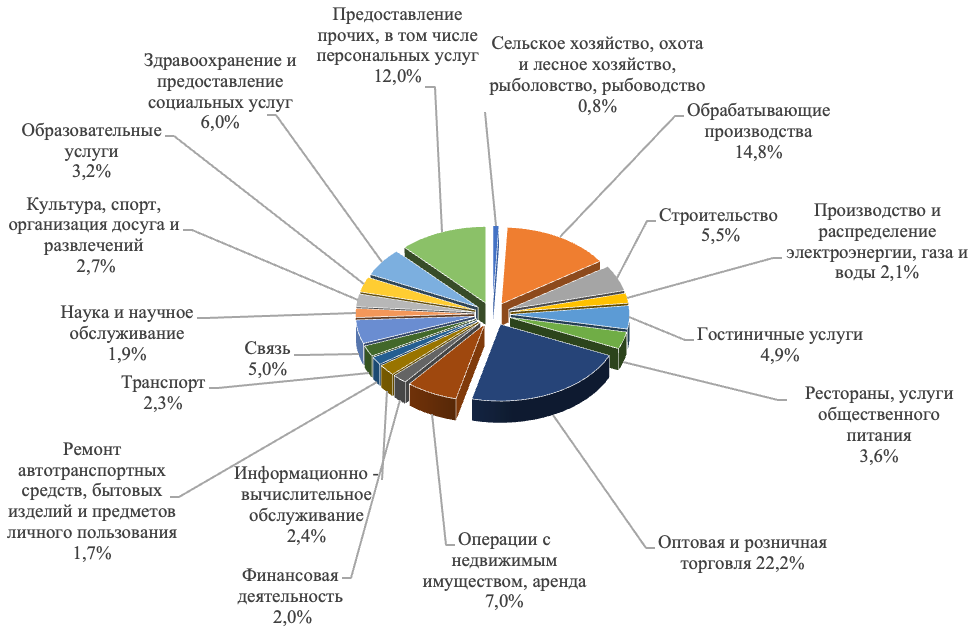 Предоставление
прочих, в том числе
персональных услуг
12,0%
Сельское хозяйство, охота
и лесное хозяйство,
рыболовство, рыбоводство
0,8%
Обрабатывающие
производства
14,8%
Строительство
5,5%
Производство и
распределение
электроэнергии, газа и
воды 2,1%
Гостиничные услуги
4,9%
Рестораны, услуги
общественного
питания
3,6%
Оптовая и розничная
торговля 22,2%
Операции с
недвижимым
имуществом, аренда
7,0%
Финансовая
деятельность
2,0%
Информационно -
вычислительное
обслуживание
2,4%
Ремонт
автотранспортных
средств, бытовых
изделий и предметов
личного пользования
1,7%
Транспорт
2,3%
Связь
5,0%
Наука и научное
обслуживание
1,9%
Культура, спорт,
организация досуга и
развлечений
2,7%
Образовательные
услуги
3,2%
Здравоохранение и
предоставление
социальных услуг
6,0%